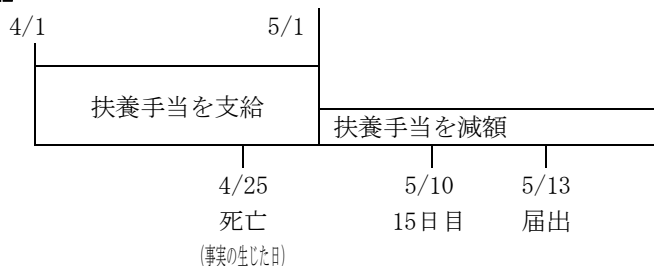 4/1 5/1
扶養手当を支給
扶養手当を減額
4/25 5/10 5/13
死亡 15日目 届出
(事実の生じた日)